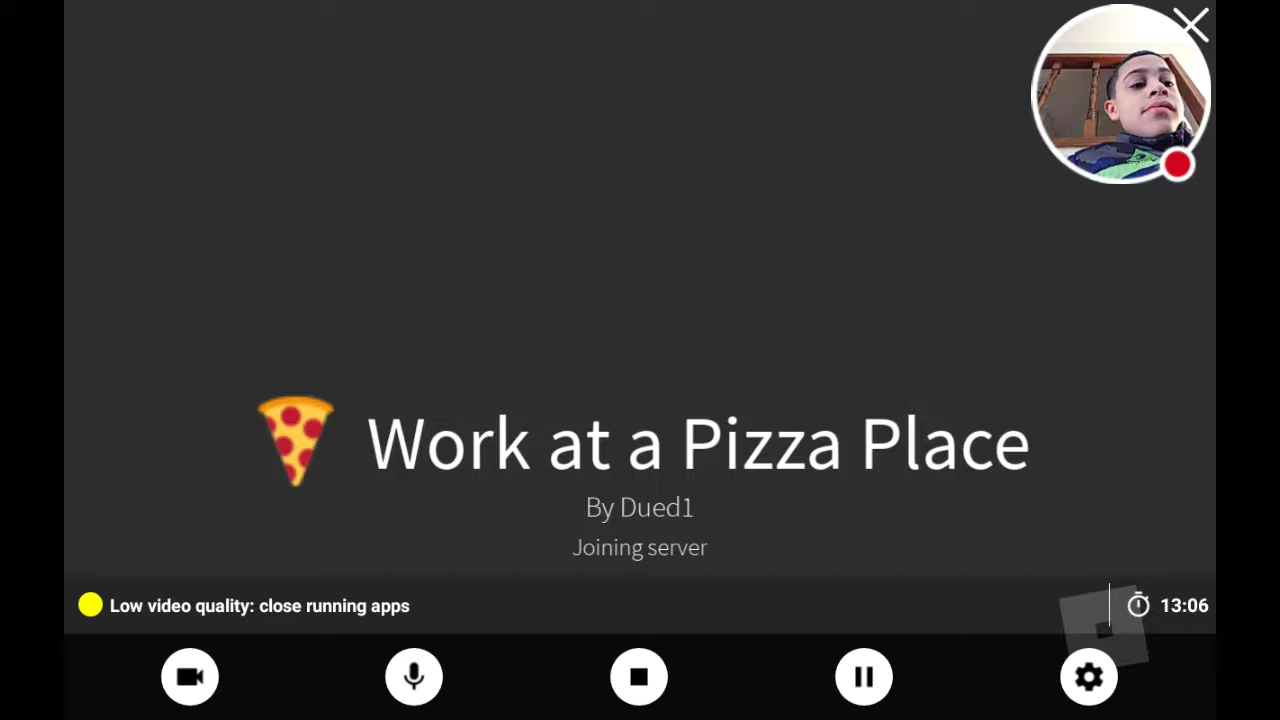 Work at a Pizza Place
By Dued1
Joining server
Low video quality: close running apps
13:06